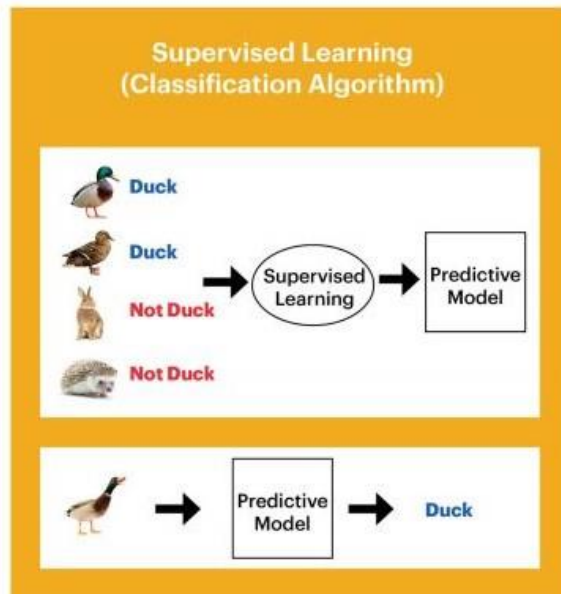 Supervised Learning
(Classification Algorithm)
Duck
Duck
Not Duck
Not Duck
Supervised
Learning
Predictive
Model
Predictive
Model
Duck